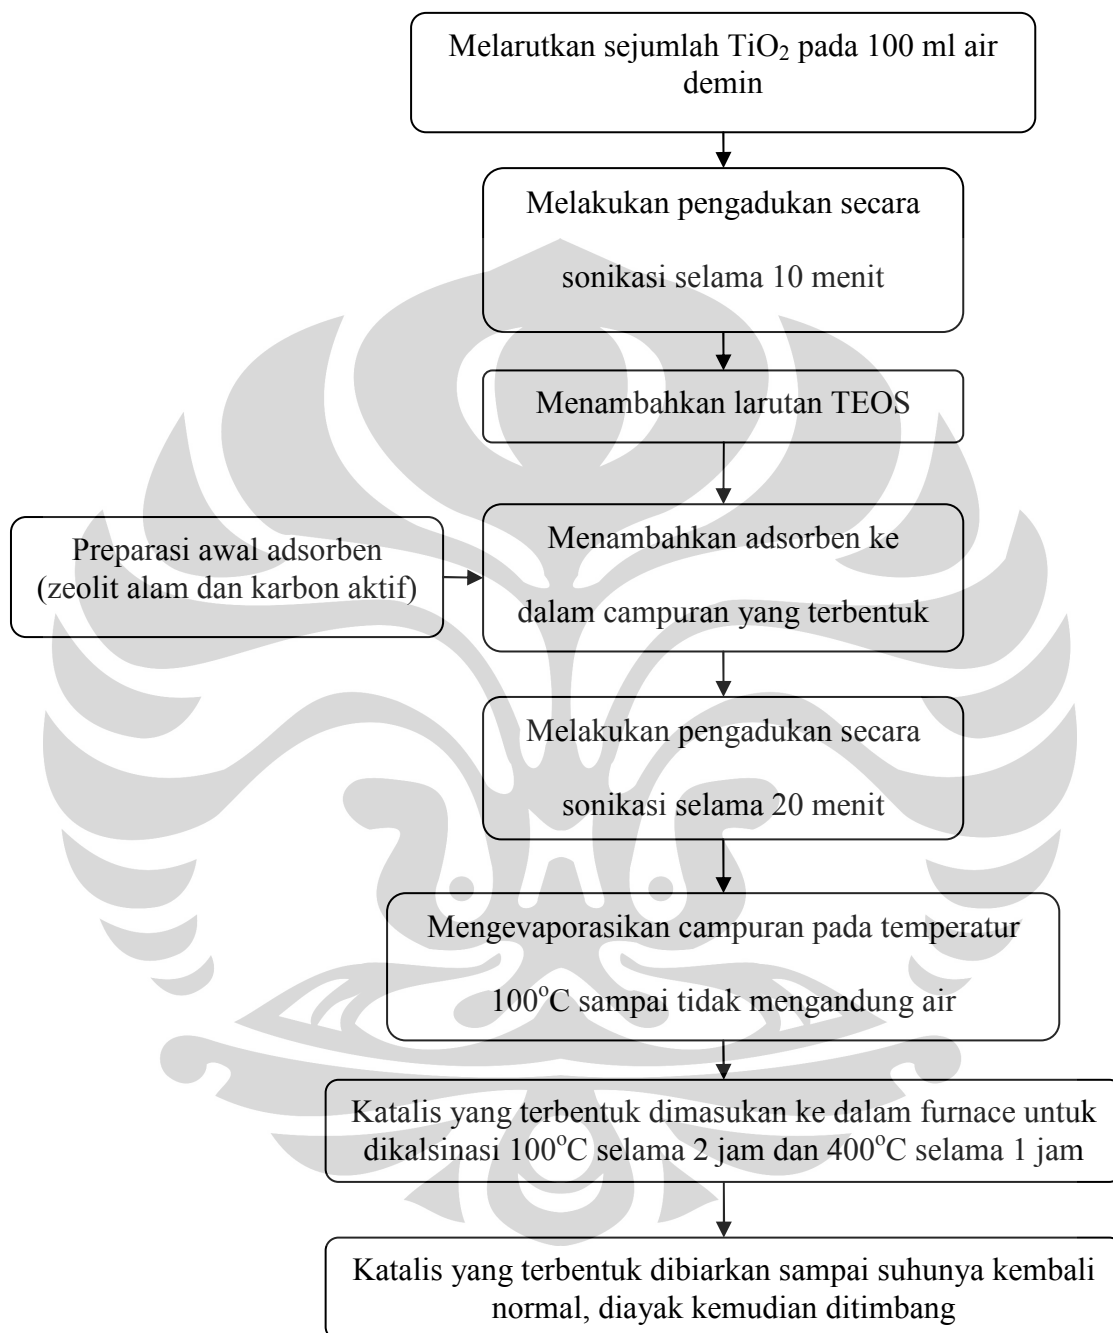 Melarutkan sejumlah TiO₂ pada 100 ml air
demin
Melakukan pengadukan secara
sonikasi selama 10 menit
Menambahkan larutan TEOS
Preparasi awal adsorben
(zeolit alam dan karbon aktif)
Menambahkan adsorben ke
dalam campuran yang terbentuk
Melakukan pengadukan secara
sonikasi selama 20 menit
Mengevaporasikan campuran pada temperatur
100°C sampai tidak mengandung air
Katalis yang terbentuk dimasukan ke dalam furnace untuk
dikalsinasi 100°C selama 2 jam dan 400°C selama 1 jam
Katalis yang terbentuk dibiarkan sampai suhunya kembali
normal, diayak kemudian ditimbang